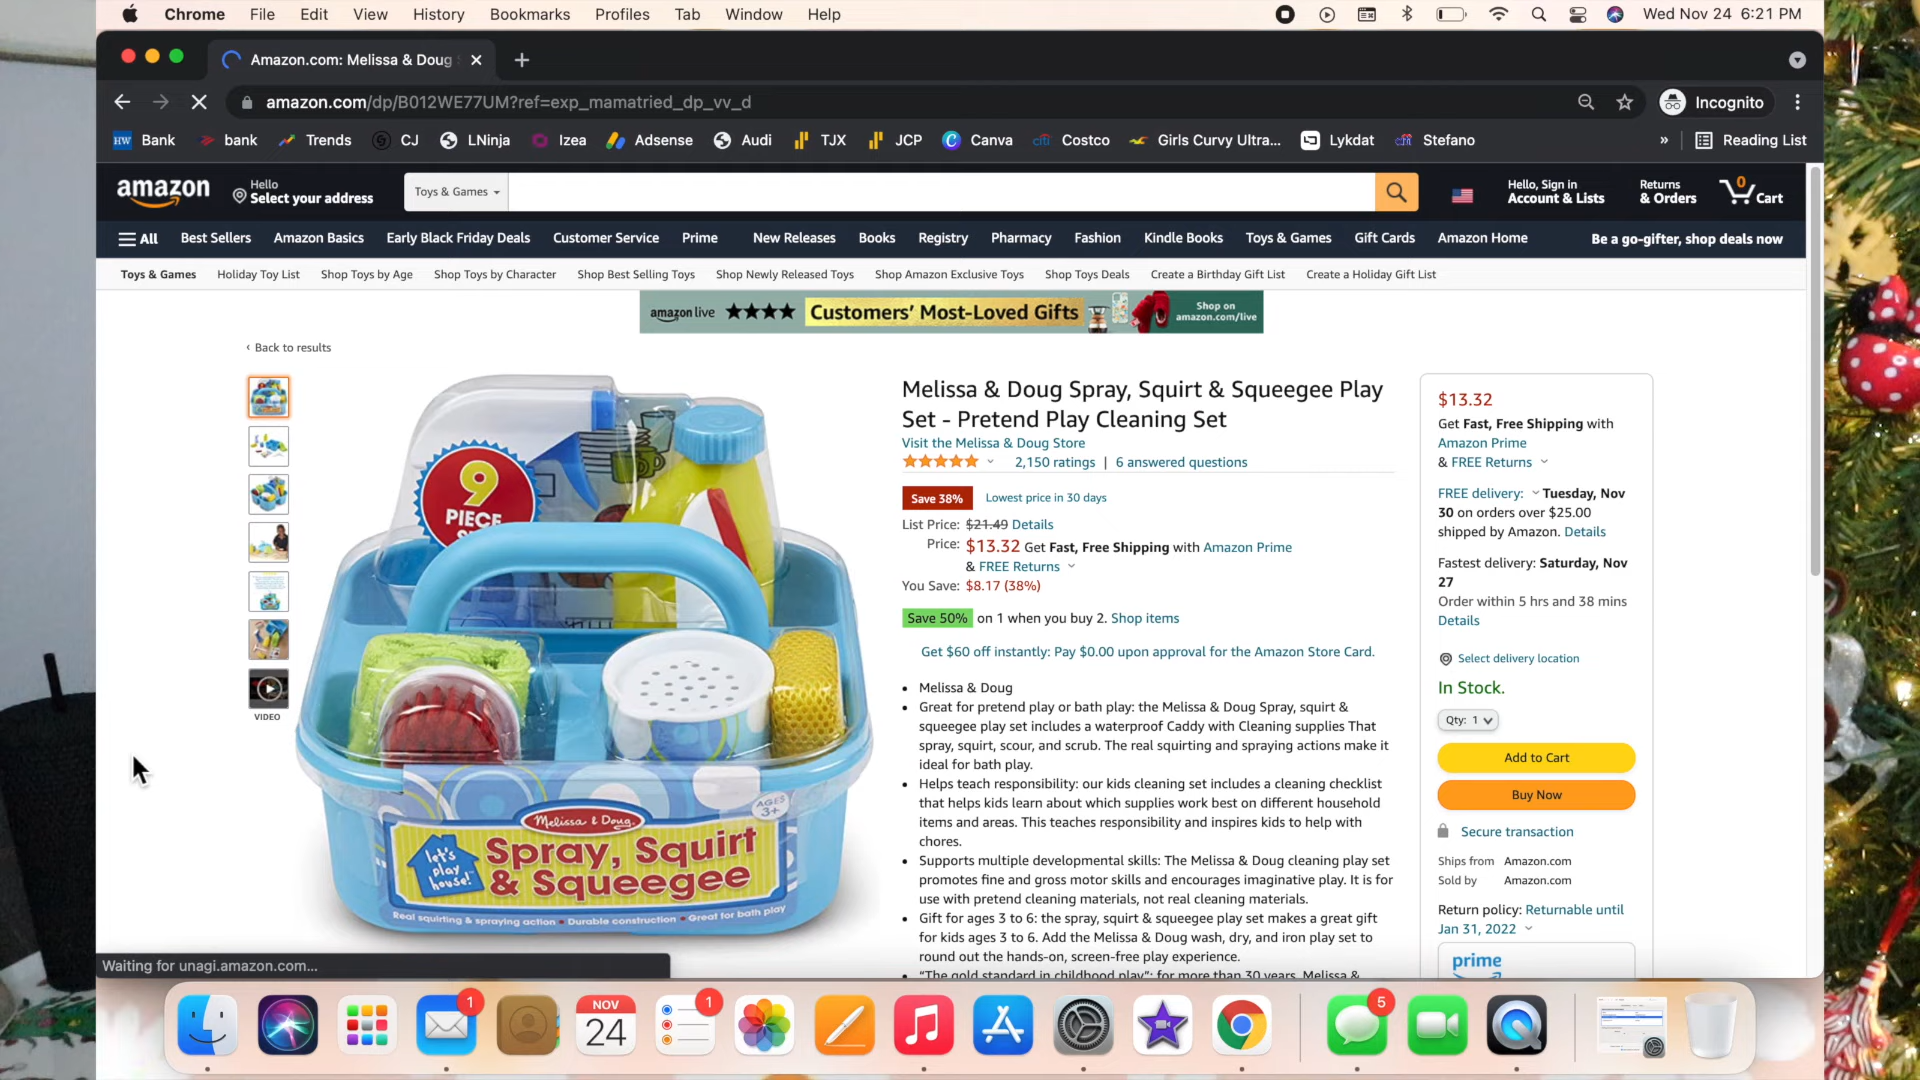 Chrome File Edit View History Bookmarks Profiles Tab Window Help Wed Nov 24 6:21 PM
Amazon.com: Melissa & Doug
amazon.com/dp/B012WE77UM?ref=exp_mamatried_dp_vv_d Incognito
HW Bank bank Trends CJ LNinja Izea Adsense Audi TJX JCP Canva citi Costco Girls Curvy Ultra... Lykdat citi Stefano » Reading List
amazon Hello Select your address Toys & Games Hello, Sign in Account & Lists Returns & Orders 0 Cart
All Best Sellers Amazon Basics Early Black Friday Deals Customer Service Prime New Releases Books Registry Pharmacy Fashion Kindle Books Toys & Games Gift Cards Amazon Home Be a go-gifter, shop deals now
Toys & Games Holiday Toy List Shop Toys by Age Shop Toys by Character Shop Best Selling Toys Shop Newly Released Toys Shop Amazon Exclusive Toys Shop Toys Deals Create a Birthday Gift List Create a Holiday Gift List
amazon live Customers' Most-Loved Gifts Shop on amazon.com/live
‹ Back to results
VIDEO
9
PIECE
AGES
3+
Melissa & Doug
let's
play
house!
Spray, Squirt
& Squeegee
Real squirting & spraying action • Durable construction • Great for bath play
Melissa & Doug Spray, Squirt & Squeegee Play
Set - Pretend Play Cleaning Set
Visit the Melissa & Doug Store
2,150 ratings | 6 answered questions
Save 38% Lowest price in 30 days
List Price: $21.49 Details
Price: $13.32 Get Fast, Free Shipping with Amazon Prime
& FREE Returns
You Save: $8.17 (38%)
Save 50% on 1 when you buy 2. Shop items
Get $60 off instantly: Pay $0.00 upon approval for the Amazon Store Card.
• Melissa & Doug
• Great for pretend play or bath play: the Melissa & Doug Spray, squirt &
squeegee play set includes a waterproof Caddy with Cleaning supplies That
spray, squirt, scour, and scrub. The real squirting and spraying actions make it
ideal for bath play.
• Helps teach responsibility: our kids cleaning set includes a cleaning checklist
that helps kids learn about which supplies work best on different household
items and areas. This teaches responsibility and inspires kids to help with
chores.
• Supports multiple developmental skills: The Melissa & Doug cleaning play set
promotes fine and gross motor skills and encourages imaginative play. It is for
use with pretend cleaning materials, not real cleaning materials.
• Gift for ages 3 to 6: the spray, squirt & squeegee play set makes a great gift
for kids ages 3 to 6. Add the Melissa & Doug wash, dry, and iron play set to
round out the hands-on, screen-free play experience.
• "The gold standard in childhood play": for more than 30 years, Melissa &
$13.32
Get Fast, Free Shipping with
Amazon Prime
& FREE Returns
FREE delivery: Tuesday, Nov
30 on orders over $25.00
shipped by Amazon. Details
Fastest delivery: Saturday, Nov
27
Order within 5 hrs and 38 mins
Details
Select delivery location
In Stock.
Qty: 1
Add to Cart
Buy Now
Secure transaction
Ships from Amazon.com
Sold by Amazon.com
Return policy: Returnable until
Jan 31, 2022
prime
Waiting for unagi.amazon.com...
1 NOV 24 1 5